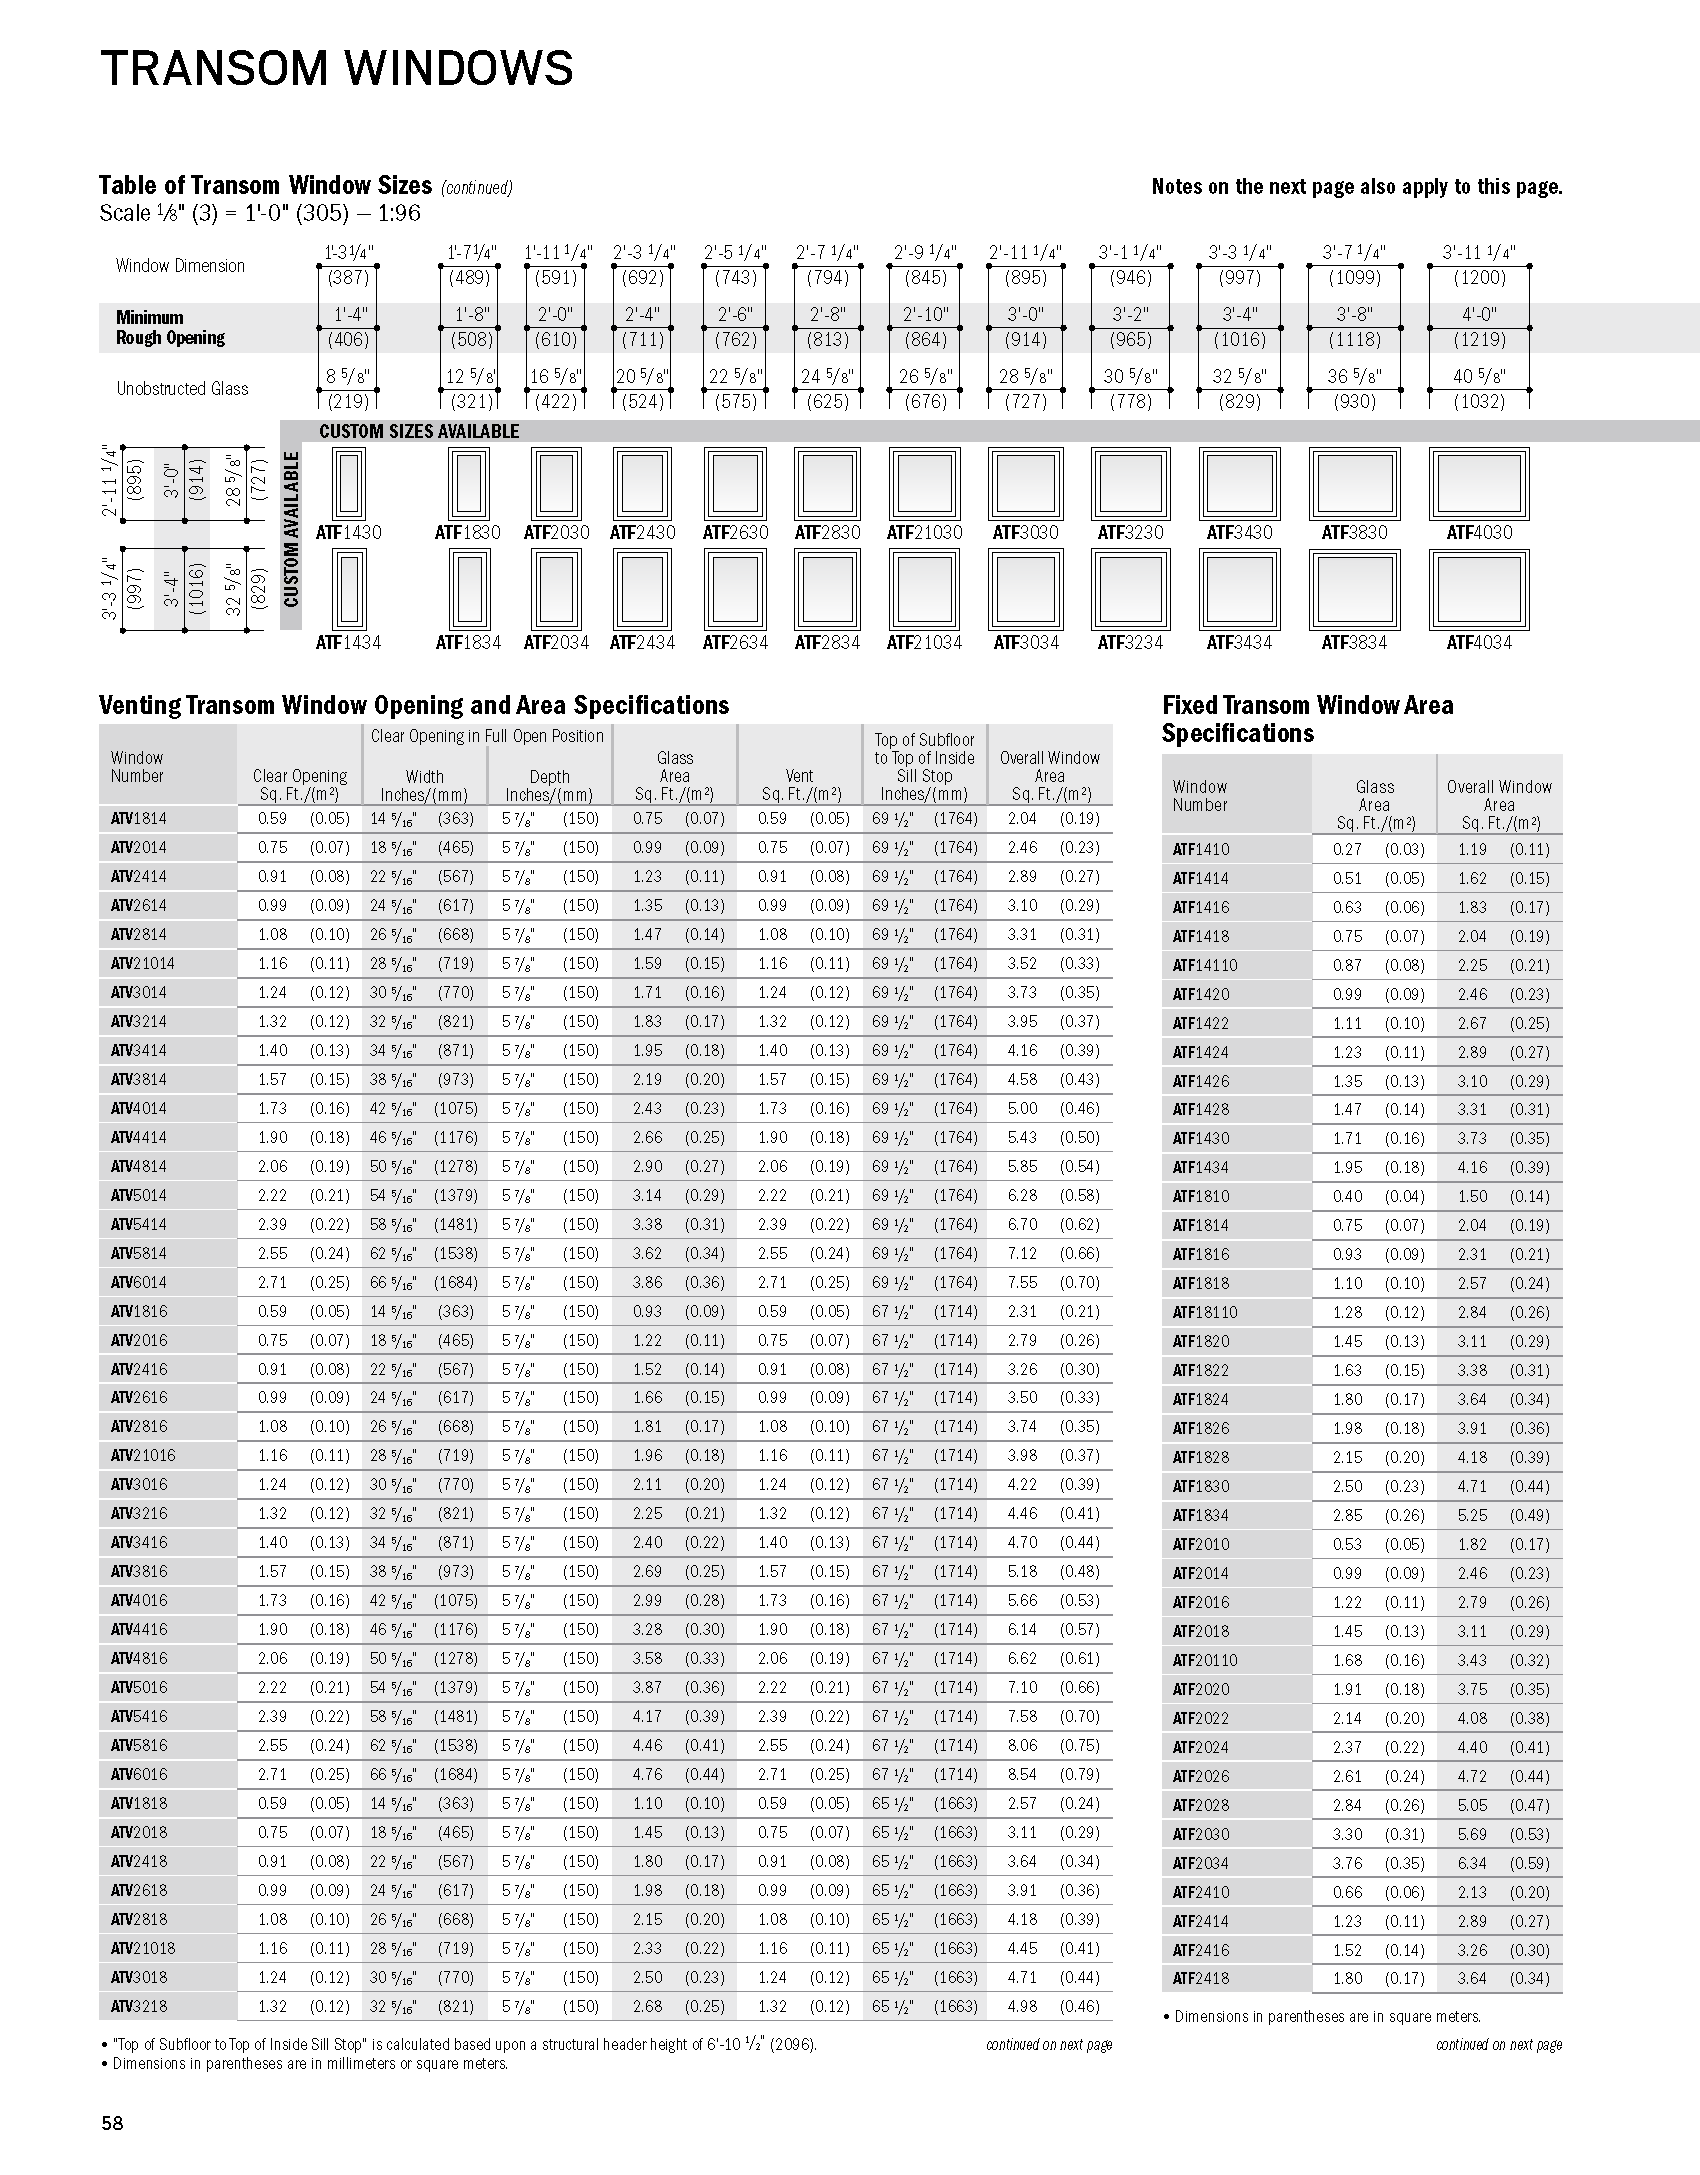 TRANSOM WINDOWS
Table of Transom Window Sizes (continued)
Notes on the next page also apply to this page.
Scale 1/8" (3) = 1'-0" (305) – 1:96
Window Dimension
1'-3 1/4" 1'-7 1/4" 1'-11 1/4" 2'-3 1/4" 2'-5 1/4" 2'-7 1/4" 2'-9 1/4" 2'-11 1/4" 3'-1 1/4" 3'-3 1/4" 3'-7 1/4" 3'-11 1/4"
(387) (489) (591) (692) (743) (794) (845) (895) (946) (997) (1099) (1200)
Minimum
Rough Opening
1'-4" 1'-8" 2'-0" 2'-4" 2'-6" 2'-8" 2'-10" 3'-0" 3'-2" 3'-4" 3'-8" 4'-0"
(406) (508) (610) (711) (762) (813) (864) (914) (965) (1016) (1118) (1219)
Unobstructed Glass
8 5/8" 12 5/8" 16 5/8" 20 5/8" 22 5/8" 24 5/8" 26 5/8" 28 5/8" 30 5/8" 32 5/8" 36 5/8" 40 5/8"
(219) (321) (422) (524) (575) (625) (676) (727) (778) (829) (930) (1032)
CUSTOM SIZES AVAILABLE
CUSTOM AVAILABLE
2'-11 1/4" (895) 3'-0" (914) 28 5/8" (727)
ATF1430 ATF1830 ATF2030 ATF2430 ATF2630 ATF2830 ATF21030 ATF3030 ATF3230 ATF3430 ATF3830 ATF4030
3'-3 1/4" (997) 3'-4" (1016) 32 5/8" (829)
ATF1434 ATF1834 ATF2034 ATF2434 ATF2634 ATF2834 ATF21034 ATF3034 ATF3234 ATF3434 ATF3834 ATF4034
Venting Transom Window Opening and Area Specifications
Window Number
Clear Opening Sq. Ft./(m²)
Clear Opening in Full Open Position
Width Inches/(mm)
Depth Inches/(mm)
Glass Area Sq. Ft./(m²)
Vent Sq. Ft./(m²)
Top of Subfloor to Top of Inside Sill Stop Inches/(mm)
Overall Window Area Sq. Ft./(m²)
ATV1814 0.59 (0.05) 14 5/16" (363) 5 7/8" (150) 0.75 (0.07) 0.59 (0.05) 69 1/2" (1764) 2.04 (0.19)
ATV2014 0.75 (0.07) 18 5/16" (465) 5 7/8" (150) 0.99 (0.09) 0.75 (0.07) 69 1/2" (1764) 2.46 (0.23)
ATV2414 0.91 (0.08) 22 5/16" (567) 5 7/8" (150) 1.23 (0.11) 0.91 (0.08) 69 1/2" (1764) 2.89 (0.27)
ATV2614 0.99 (0.09) 24 5/16" (617) 5 7/8" (150) 1.35 (0.13) 0.99 (0.09) 69 1/2" (1764) 3.10 (0.29)
ATV2814 1.08 (0.10) 26 5/16" (668) 5 7/8" (150) 1.47 (0.14) 1.08 (0.10) 69 1/2" (1764) 3.31 (0.31)
ATV21014 1.16 (0.11) 28 5/16" (719) 5 7/8" (150) 1.59 (0.15) 1.16 (0.11) 69 1/2" (1764) 3.52 (0.33)
ATV3014 1.24 (0.12) 30 5/16" (770) 5 7/8" (150) 1.71 (0.16) 1.24 (0.12) 69 1/2" (1764) 3.73 (0.35)
ATV3214 1.32 (0.12) 32 5/16" (821) 5 7/8" (150) 1.83 (0.17) 1.32 (0.12) 69 1/2" (1764) 3.95 (0.37)
ATV3414 1.40 (0.13) 34 5/16" (871) 5 7/8" (150) 1.95 (0.18) 1.40 (0.13) 69 1/2" (1764) 4.16 (0.39)
ATV3814 1.57 (0.15) 38 5/16" (973) 5 7/8" (150) 2.19 (0.20) 1.57 (0.15) 69 1/2" (1764) 4.58 (0.43)
ATV4014 1.73 (0.16) 42 5/16" (1075) 5 7/8" (150) 2.43 (0.23) 1.73 (0.16) 69 1/2" (1764) 5.00 (0.46)
ATV4414 1.90 (0.18) 46 5/16" (1176) 5 7/8" (150) 2.66 (0.25) 1.90 (0.18) 69 1/2" (1764) 5.43 (0.50)
ATV4814 2.06 (0.19) 50 5/16" (1278) 5 7/8" (150) 2.90 (0.27) 2.06 (0.19) 69 1/2" (1764) 5.85 (0.54)
ATV5014 2.22 (0.21) 54 5/16" (1379) 5 7/8" (150) 3.14 (0.29) 2.22 (0.21) 69 1/2" (1764) 6.28 (0.58)
ATV5414 2.39 (0.22) 58 5/16" (1481) 5 7/8" (150) 3.38 (0.31) 2.39 (0.22) 69 1/2" (1764) 6.70 (0.62)
ATV5814 2.55 (0.24) 62 5/16" (1538) 5 7/8" (150) 3.62 (0.34) 2.55 (0.24) 69 1/2" (1764) 7.12 (0.66)
ATV6014 2.71 (0.25) 66 5/16" (1684) 5 7/8" (150) 3.86 (0.36) 2.71 (0.25) 69 1/2" (1764) 7.55 (0.70)
ATV1816 0.59 (0.05) 14 5/16" (363) 5 7/8" (150) 0.93 (0.09) 0.59 (0.05) 67 1/2" (1714) 2.31 (0.21)
ATV2016 0.75 (0.07) 18 5/16" (465) 5 7/8" (150) 1.22 (0.11) 0.75 (0.07) 67 1/2" (1714) 2.79 (0.26)
ATV2416 0.91 (0.08) 22 5/16" (567) 5 7/8" (150) 1.52 (0.14) 0.91 (0.08) 67 1/2" (1714) 3.26 (0.30)
ATV2616 0.99 (0.09) 24 5/16" (617) 5 7/8" (150) 1.66 (0.15) 0.99 (0.09) 67 1/2" (1714) 3.50 (0.33)
ATV2816 1.08 (0.10) 26 5/16" (668) 5 7/8" (150) 1.81 (0.17) 1.08 (0.10) 67 1/2" (1714) 3.74 (0.35)
ATV21016 1.16 (0.11) 28 5/16" (719) 5 7/8" (150) 1.96 (0.18) 1.16 (0.11) 67 1/2" (1714) 3.98 (0.37)
ATV3016 1.24 (0.12) 30 5/16" (770) 5 7/8" (150) 2.11 (0.20) 1.24 (0.12) 67 1/2" (1714) 4.22 (0.39)
ATV3216 1.32 (0.12) 32 5/16" (821) 5 7/8" (150) 2.25 (0.21) 1.32 (0.12) 67 1/2" (1714) 4.46 (0.41)
ATV3416 1.40 (0.13) 34 5/16" (871) 5 7/8" (150) 2.40 (0.22) 1.40 (0.13) 67 1/2" (1714) 4.70 (0.44)
ATV3816 1.57 (0.15) 38 5/16" (973) 5 7/8" (150) 2.69 (0.25) 1.57 (0.15) 67 1/2" (1714) 5.18 (0.48)
ATV4016 1.73 (0.16) 42 5/16" (1075) 5 7/8" (150) 2.99 (0.28) 1.73 (0.16) 67 1/2" (1714) 5.66 (0.53)
ATV4416 1.90 (0.18) 46 5/16" (1176) 5 7/8" (150) 3.28 (0.30) 1.90 (0.18) 67 1/2" (1714) 6.14 (0.57)
ATV4816 2.06 (0.19) 50 5/16" (1278) 5 7/8" (150) 3.58 (0.33) 2.06 (0.19) 67 1/2" (1714) 6.62 (0.61)
ATV5016 2.22 (0.21) 54 5/16" (1379) 5 7/8" (150) 3.87 (0.36) 2.22 (0.21) 67 1/2" (1714) 7.10 (0.66)
ATV5416 2.39 (0.22) 58 5/16" (1481) 5 7/8" (150) 4.17 (0.39) 2.39 (0.22) 67 1/2" (1714) 7.58 (0.70)
ATV5816 2.55 (0.24) 62 5/16" (1538) 5 7/8" (150) 4.46 (0.41) 2.55 (0.24) 67 1/2" (1714) 8.06 (0.75)
ATV6016 2.71 (0.25) 66 5/16" (1684) 5 7/8" (150) 4.76 (0.44) 2.71 (0.25) 67 1/2" (1714) 8.54 (0.79)
ATV1818 0.59 (0.05) 14 5/16" (363) 5 7/8" (150) 1.10 (0.10) 0.59 (0.05) 65 1/2" (1663) 2.57 (0.24)
ATV2018 0.75 (0.07) 18 5/16" (465) 5 7/8" (150) 1.45 (0.13) 0.75 (0.07) 65 1/2" (1663) 3.11 (0.29)
ATV2418 0.91 (0.08) 22 5/16" (567) 5 7/8" (150) 1.80 (0.17) 0.91 (0.08) 65 1/2" (1663) 3.64 (0.34)
ATV2618 0.99 (0.09) 24 5/16" (617) 5 7/8" (150) 1.98 (0.18) 0.99 (0.09) 65 1/2" (1663) 3.91 (0.36)
ATV2818 1.08 (0.10) 26 5/16" (668) 5 7/8" (150) 2.15 (0.20) 1.08 (0.10) 65 1/2" (1663) 4.18 (0.39)
ATV21018 1.16 (0.11) 28 5/16" (719) 5 7/8" (150) 2.33 (0.22) 1.16 (0.11) 65 1/2" (1663) 4.45 (0.41)
ATV3018 1.24 (0.12) 30 5/16" (770) 5 7/8" (150) 2.50 (0.23) 1.24 (0.12) 65 1/2" (1663) 4.71 (0.44)
ATV3218 1.32 (0.12) 32 5/16" (821) 5 7/8" (150) 2.68 (0.25) 1.32 (0.12) 65 1/2" (1663) 4.98 (0.46)
• "Top of Subfloor to Top of Inside Sill Stop" is calculated based upon a structural header height of 6'-10 1/2" (2096).
• Dimensions in parentheses are in millimeters or square meters.
continued on next page
Fixed Transom Window Area
Specifications
Window Number
Glass Area Sq. Ft./(m²)
Overall Window Area Sq. Ft./(m²)
ATF1410 0.27 (0.03) 1.19 (0.11)
ATF1414 0.51 (0.05) 1.62 (0.15)
ATF1416 0.63 (0.06) 1.83 (0.17)
ATF1418 0.75 (0.07) 2.04 (0.19)
ATF14110 0.87 (0.08) 2.25 (0.21)
ATF1420 0.99 (0.09) 2.46 (0.23)
ATF1422 1.11 (0.10) 2.67 (0.25)
ATF1424 1.23 (0.11) 2.89 (0.27)
ATF1426 1.35 (0.13) 3.10 (0.29)
ATF1428 1.47 (0.14) 3.31 (0.31)
ATF1430 1.71 (0.16) 3.73 (0.35)
ATF1434 1.95 (0.18) 4.16 (0.39)
ATF1810 0.40 (0.04) 1.50 (0.14)
ATF1814 0.75 (0.07) 2.04 (0.19)
ATF1816 0.93 (0.09) 2.31 (0.21)
ATF1818 1.10 (0.10) 2.57 (0.24)
ATF18110 1.28 (0.12) 2.84 (0.26)
ATF1820 1.45 (0.13) 3.11 (0.29)
ATF1822 1.63 (0.15) 3.38 (0.31)
ATF1824 1.80 (0.17) 3.64 (0.34)
ATF1826 1.98 (0.18) 3.91 (0.36)
ATF1828 2.15 (0.20) 4.18 (0.39)
ATF1830 2.50 (0.23) 4.71 (0.44)
ATF1834 2.85 (0.26) 5.25 (0.49)
ATF2010 0.53 (0.05) 1.82 (0.17)
ATF2014 0.99 (0.09) 2.46 (0.23)
ATF2016 1.22 (0.11) 2.79 (0.26)
ATF2018 1.45 (0.13) 3.11 (0.29)
ATF20110 1.68 (0.16) 3.43 (0.32)
ATF2020 1.91 (0.18) 3.75 (0.35)
ATF2022 2.14 (0.20) 4.08 (0.38)
ATF2024 2.37 (0.22) 4.40 (0.41)
ATF2026 2.61 (0.24) 4.72 (0.44)
ATF2028 2.84 (0.26) 5.05 (0.47)
ATF2030 3.30 (0.31) 5.69 (0.53)
ATF2034 3.76 (0.35) 6.34 (0.59)
ATF2410 0.66 (0.06) 2.13 (0.20)
ATF2414 1.23 (0.11) 2.89 (0.27)
ATF2416 1.52 (0.14) 3.26 (0.30)
ATF2418 1.80 (0.17) 3.64 (0.34)
• Dimensions in parentheses are in square meters.
continued on next page
58